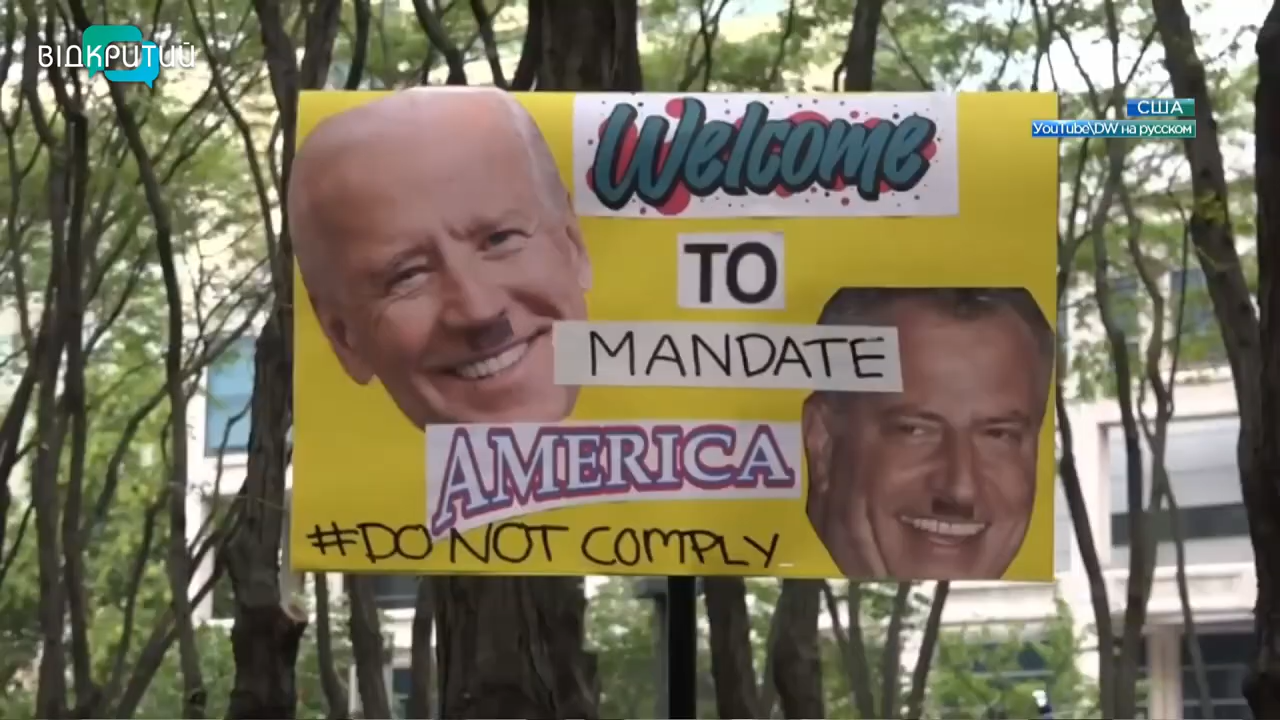 ВІДКРИТИЙ
США
YouTube\DW на русском
Welcome
TO
MANDATE
AMERICA
#DO NOT COMPLY